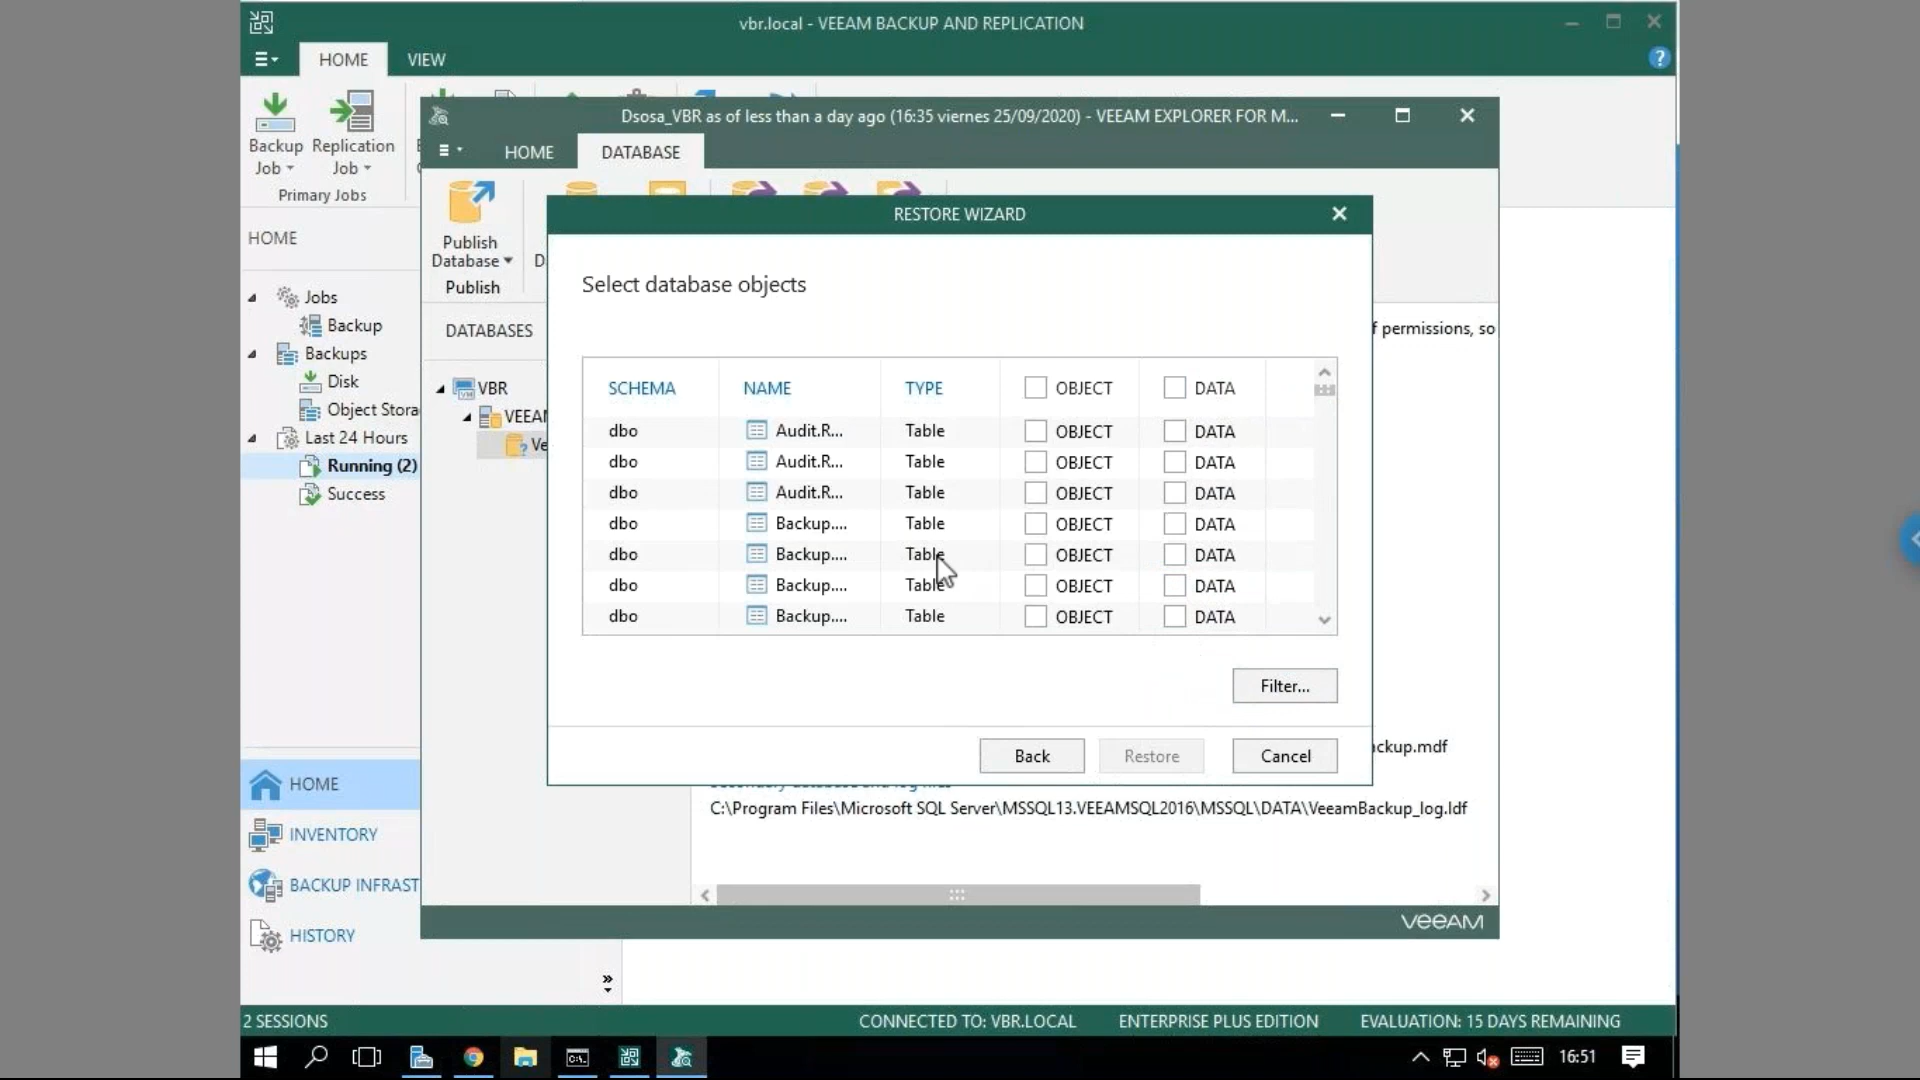 vbr.local - VEEAM BACKUP AND REPLICATION
HOME
VIEW
Backup Job
Replication Job
Primary Jobs
HOME
Jobs
Backup
Backups
Disk
Object Stora
Last 24 Hours
Running (2)
Success
HOME
INVENTORY
BACKUP INFRAST
HISTORY
Dsosa_VBR as of less than a day ago (16:35 viernes 25/09/2020) - VEEAM EXPLORER FOR M...
HOME
DATABASE
Publish
Database
Publish
DATABASES
VBR
VEEAM
Ve
f permissions, so
RESTORE WIZARD
Select database objects
SCHEMA NAME TYPE OBJECT DATA
dbo Audit.R... Table OBJECT DATA
dbo Audit.R... Table OBJECT DATA
dbo Audit.R... Table OBJECT DATA
dbo Backup.... Table OBJECT DATA
dbo Backup.... Table OBJECT DATA
dbo Backup.... Table OBJECT DATA
dbo Backup.... Table OBJECT DATA
Filter...
Back
Restore
Cancel
ckup.mdf
C:\Program Files\Microsoft SQL Server\MSSQL13.VEEAMSQL2016\MSSQL\DATA\VeeamBackup_log.ldf
veeam
2 SESSIONS
CONNECTED TO: VBR.LOCAL
ENTERPRISE PLUS EDITION
EVALUATION: 15 DAYS REMAINING
16:51